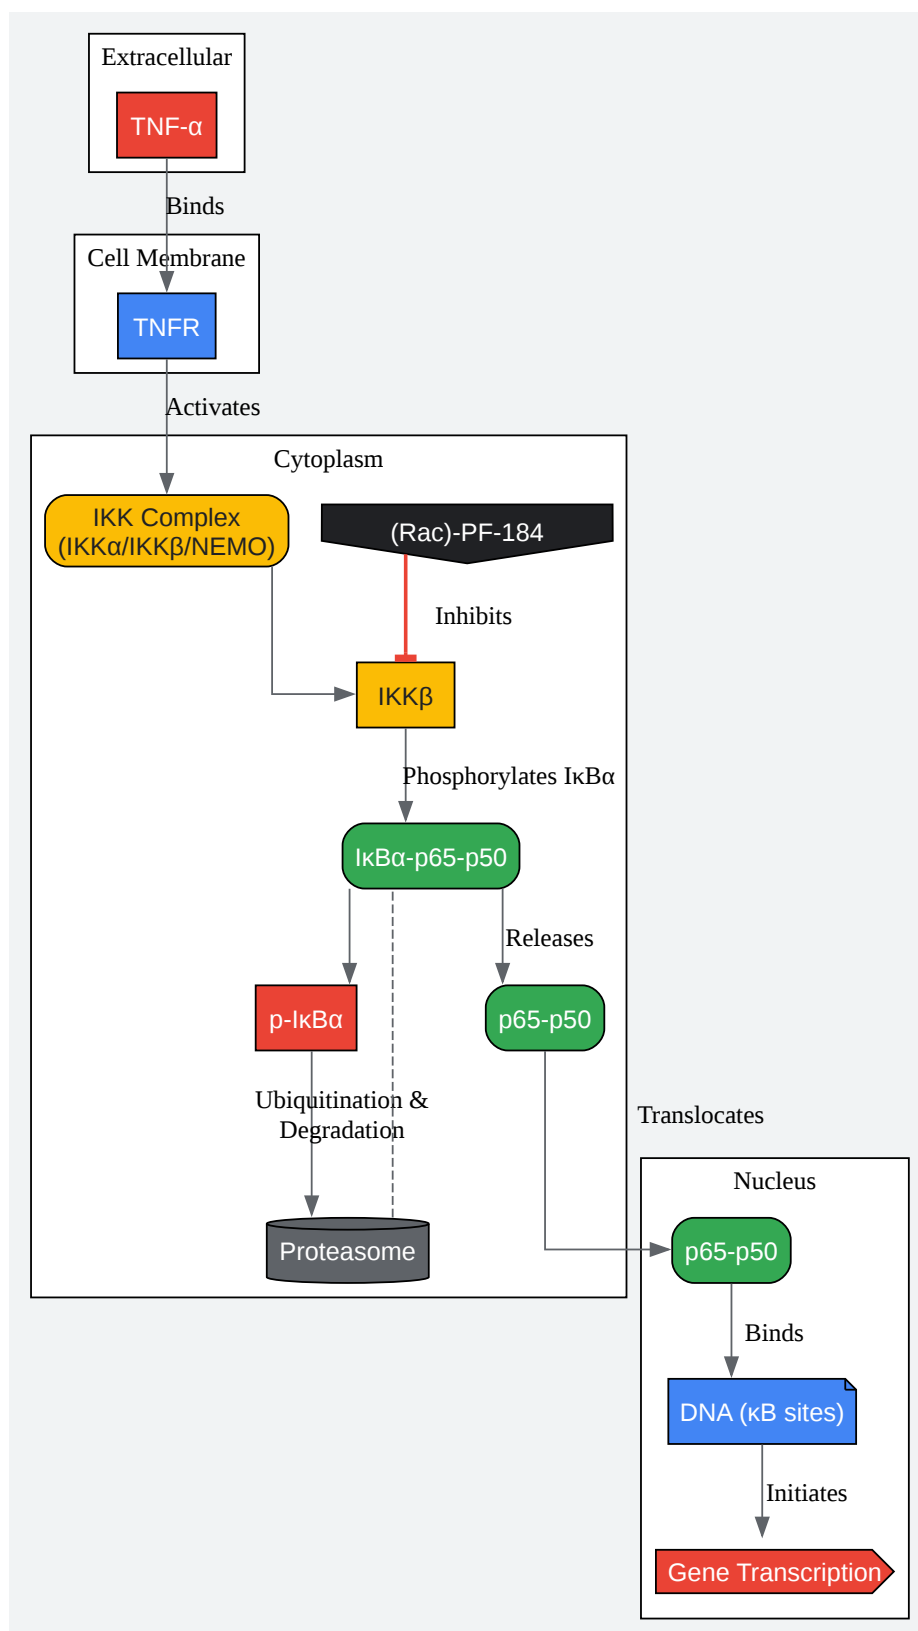 Extracellular
TNF-α
Binds
Cell Membrane
TNFR
Activates
Cytoplasm
IKK Complex
(IKKα/IKKβ/NEMO)
(Rac)-PF-184
Inhibits
IKKβ
Phosphorylates IκBα
IκBα-p65-p50
Releases
p-IκBα
p65-p50
Ubiquitination &
Degradation
Translocates
Nucleus
Proteasome
p65-p50
Binds
DNA (κB sites)
Initiates
Gene Transcription